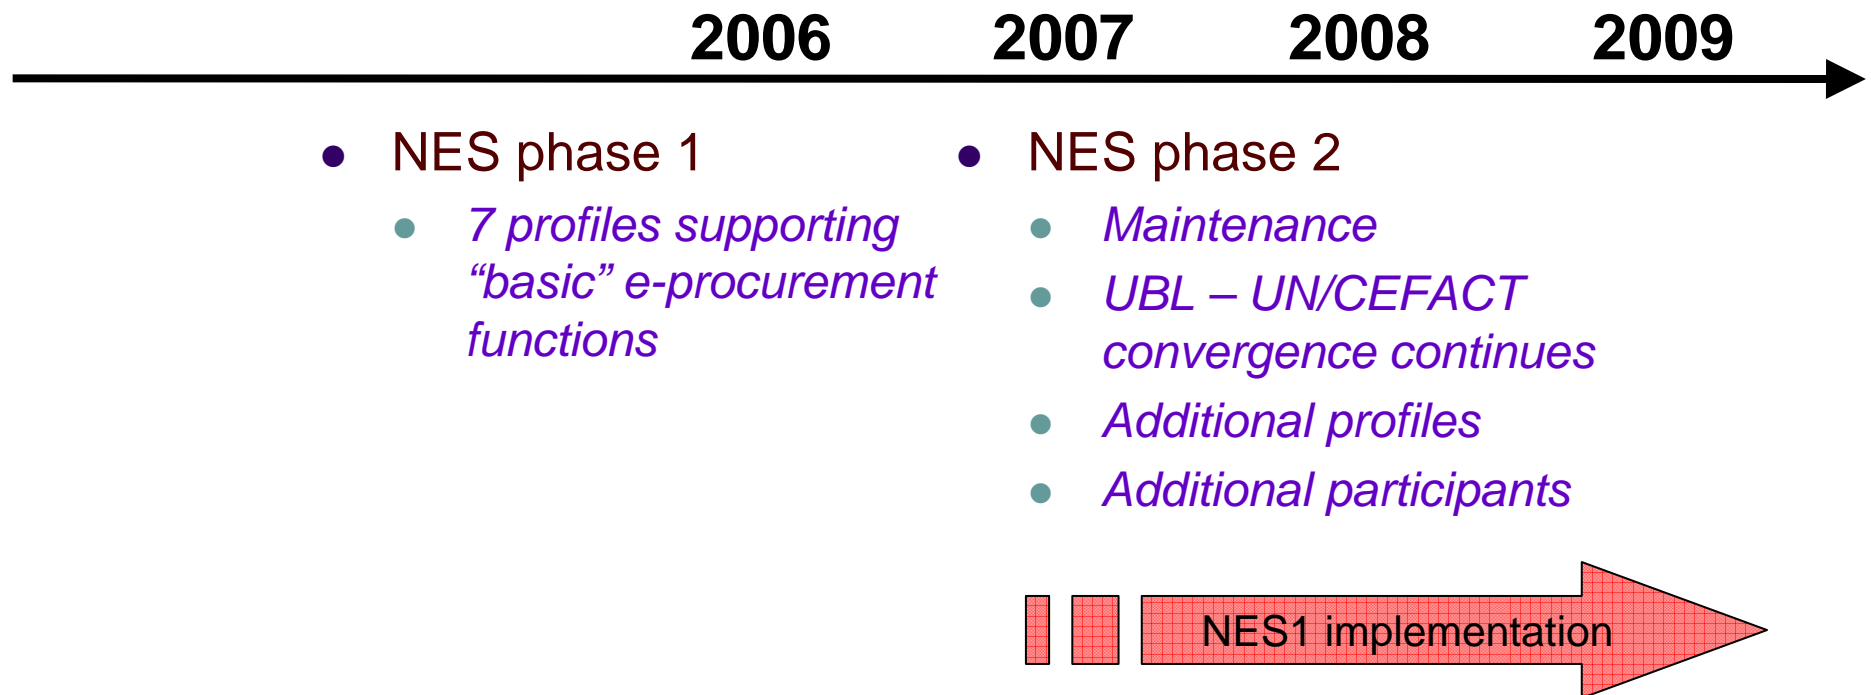 2006 2007 2008 2009
NES phase 1
7 profiles supporting
“basic” e-procurement
functions
NES phase 2
Maintenance
UBL – UN/CEFACT
convergence continues
Additional profiles
Additional participants
NES1 implementation